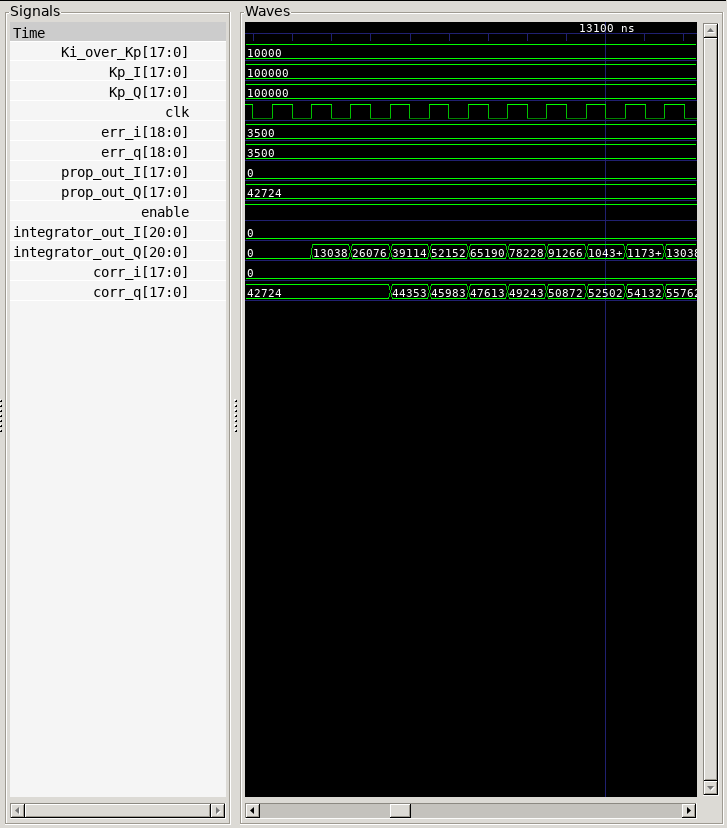 Signals
Waves
Time
13100 ns
Ki_over_Kp[17:0]
10000
Kp_I[17:0]
100000
Kp_Q[17:0]
100000
clk
err_i[18:0]
3500
err_q[18:0]
3500
prop_out_I[17:0]
0
prop_out_Q[17:0]
42724
enable
integrator_out_I[20:0]
0
integrator_out_Q[20:0]
0 13038 26076 39114 52152 65190 78228 91266 1043+ 1173+ 13038
corr_i[17:0]
0
corr_q[17:0]
42724 44353 45983 47613 49243 50872 52502 54132 55762